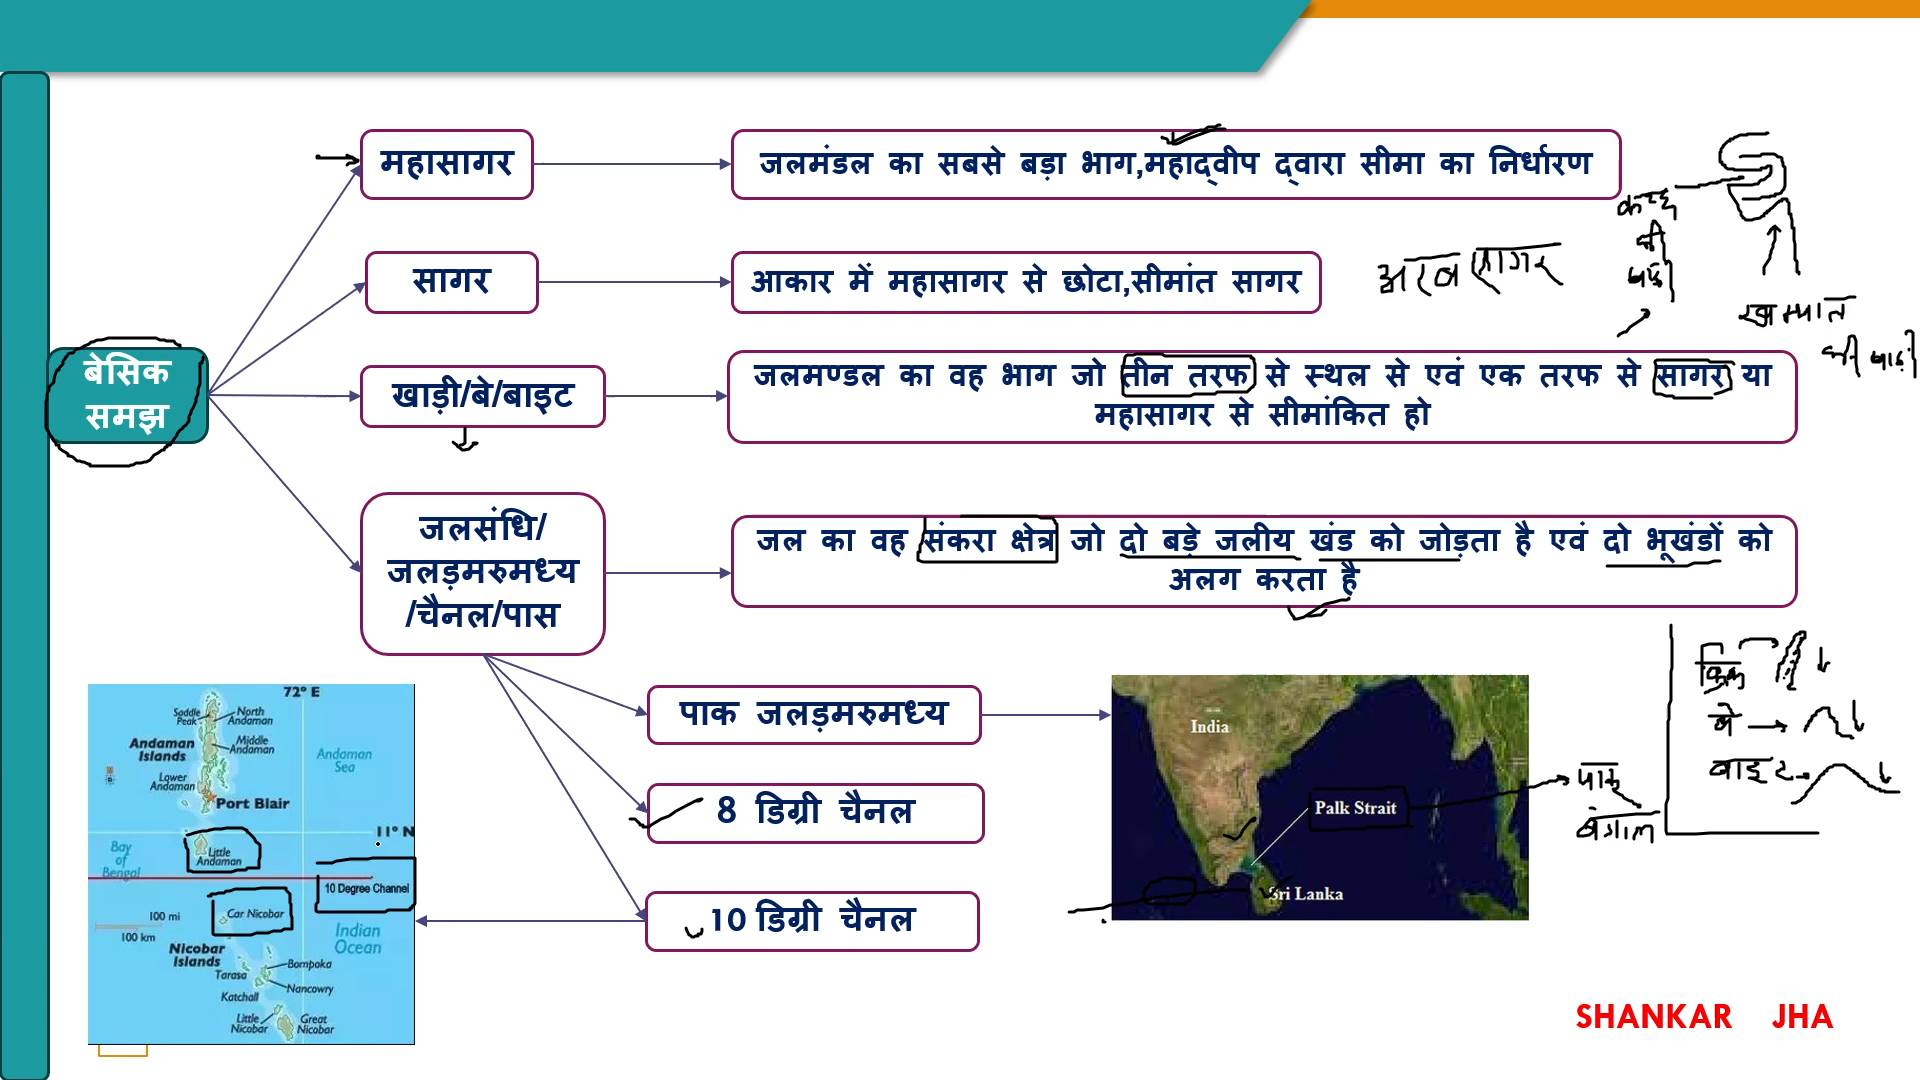 महासागर
जलमंडल का सबसे बड़ा भाग,महाद्वीप द्वारा सीमा का निर्धारण
सागर
आकार में महासागर से छोटा,सीमांत सागर
अरब सागर
बेसिक
समझ
खाड़ी/बे/बाइट
जलमण्डल का वह भाग जो तीन तरफ से स्थल से एवं एक तरफ से सागर या
महासागर से सीमांकित हो
जलसंधि/
जलड़मरुमध्य
/चैनल/पास
जल का वह संकरा क्षेत्र जो दो बड़े जलीय खंड को जोड़ता है एवं दो भूखंडों को
अलग करता है
पाक जलड़मरुमध्य
8 डिग्री चैनल
10 डिग्री चैनल
72° E
Saddle
Peak
North
Andaman
Middle
Andaman
Andaman
Islands
Lower
Andaman
Port Blair
Andaman
Sea
11° N
Bay
of
Bengal
Little
Andaman
10 Degree Channel
Car Nicobar
100 mi
100 km
Nicobar
Islands
Indian
Ocean
Bompoka
Tarasa
Nancowry
Katchall
Little
Nicobar
Great
Nicobar
India
Palk Strait
Sri Lanka
पाक
बंगाल
बे
बाइट
SHANKAR JHA